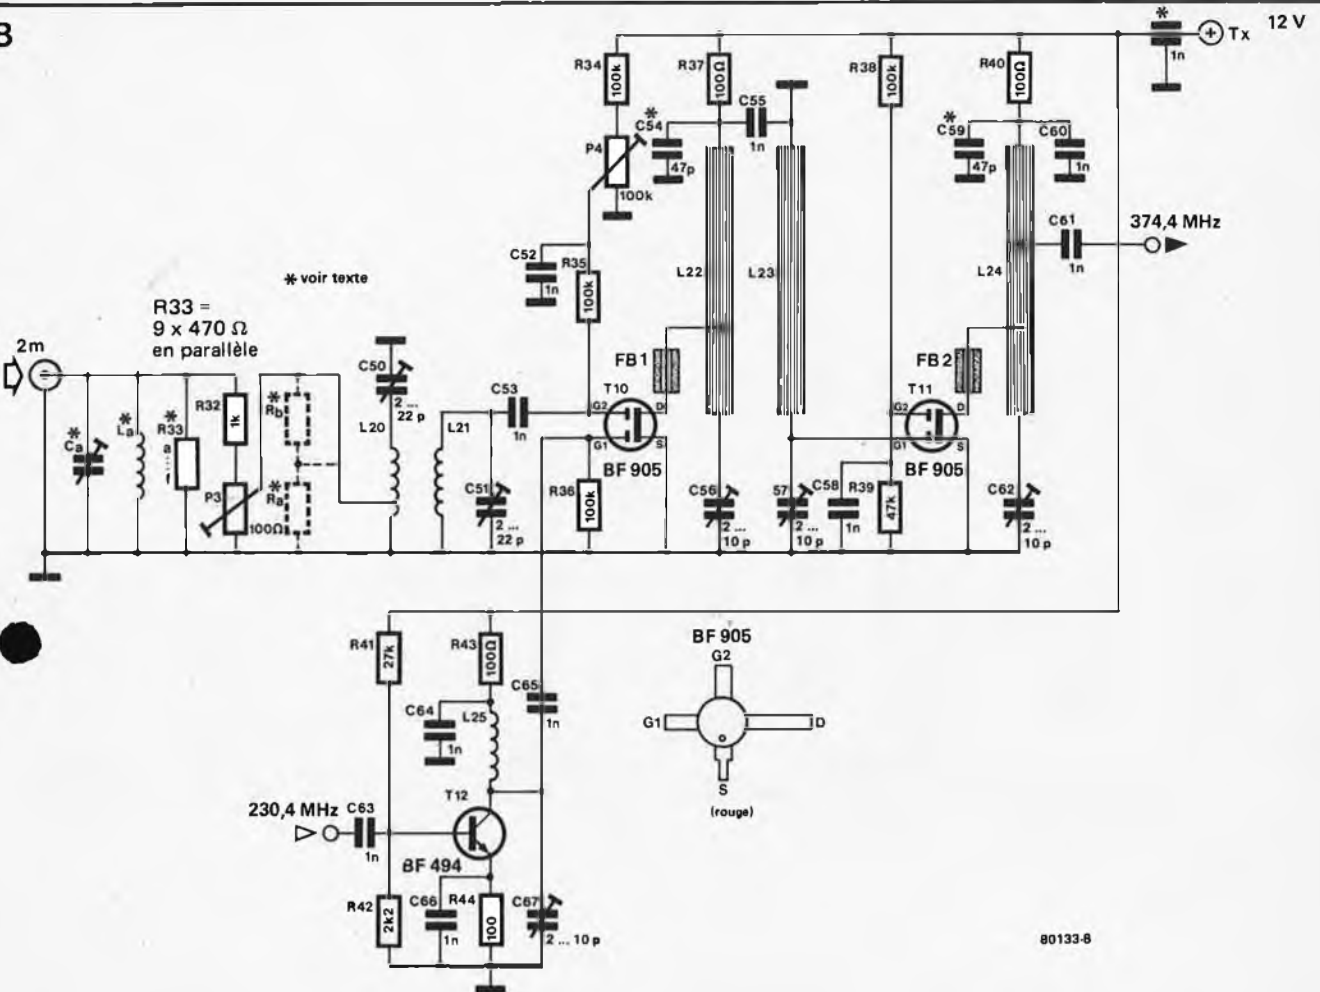 8
*
12 V
Tx
1n
R34
100k
R37
100Ω
R38
100k
R40
100Ω
C55
1n
*
C54
47p
P4
100k
*
C59
47p
C60
1n
C61
1n
374,4 MHz
C52
1n
R35
100k
L22
L23
L24
* voir texte
R33 =
9 x 470 Ω
en parallèle
2m
FB1
FB2
C50
2 ...
22 p
C53
1n
T10
G2
D
G1
S
BF 905
T11
G2
D
G1
S
BF 905
*
Ca
*
La
*
R33
a
R32
1k
*
Rb
L20
L21
P3
100Ω
*
Ra
C51
2 ...
22 p
R36
100k
C56
2 ...
10 p
57
2 ...
10 p
C58
1n
R39
47k
C62
2 ...
10 p
R41
27k
R43
100Ω
C65
1n
C64
1n
L25
BF 905
G2
G1
D
S
(rouge)
230,4 MHz
C63
1n
T12
BF 494
R42
2k2
C66
1n
R44
100
C67
2 ... 10 p
80133-8